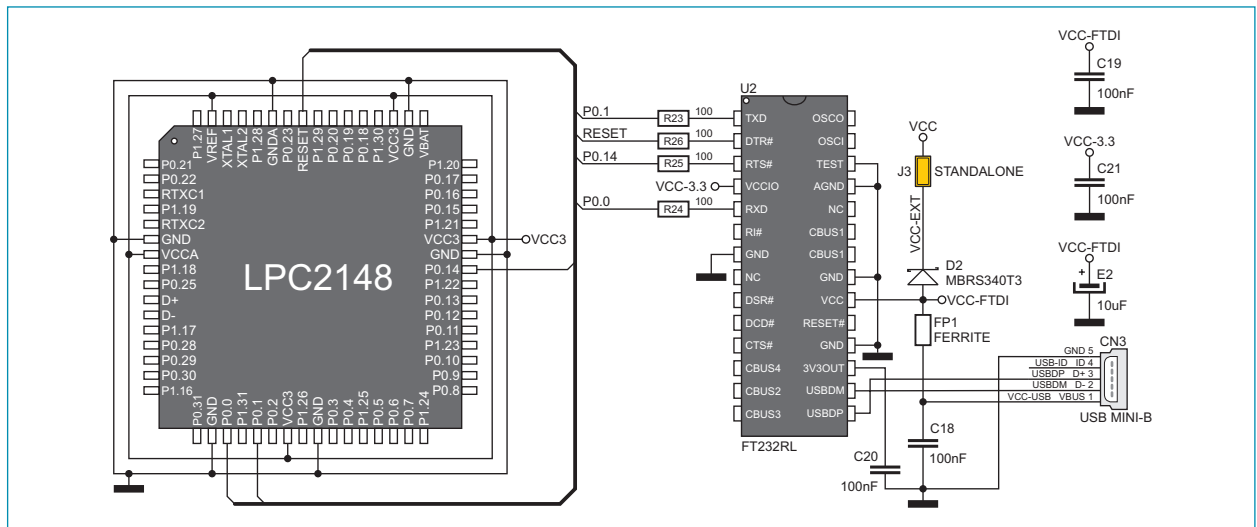 P1.27
VREF
XTAL1
XTAL2
P1.28
GNDA
P0.23
RESET
P1.29
P0.20
P0.19
P0.18
P1.30
VCC3
GND
VBAT
P0.21
P0.22
RTXC1
P1.19
RTXC2
GND
VCCA
P1.18
P0.25
D+
D-
P1.17
P0.28
P0.29
P0.30
P1.16
LPC2148
P1.20
P0.17
P0.16
P0.15
P1.21
VCC3
GND
P0.14
P1.22
P0.13
P0.12
P0.11
P1.23
P0.10
P0.9
P0.8
VCC3
P0.31
GND
P0.0
P1.31
P0.1
P0.2
VCC3
P1.26
GND
P0.3
P0.4
P1.25
P0.5
P0.6
P0.7
P1.24
P0.1
R23 100
RESET
R26 100
P0.14
R25 100
VCC-3.3
P0.0
R24 100
U2
TXD
DTR#
RTS#
VCCIO
RXD
RI#
GND
NC
DSR#
DCD#
CTS#
CBUS4
CBUS2
CBUS3
OSCO
OSCI
TEST
AGND
NC
CBUS1
CBUS1
GND
VCC
RESET#
GND
3V3OUT
USBDM
USBDP
FT232RL
VCC
J3 STANDALONE
VCC-EXT
D2
MBRS340T3
VCC-FTDI
FP1
FERRITE
C18
100nF
C20
100nF
VCC-FTDI
C19
100nF
VCC-3.3
C21
100nF
VCC-FTDI
+ E2
10uF
CN3
GND 5
USB-ID ID 4
USBDP D+ 3
USBDM D- 2
VCC-USB VBUS 1
USB MINI-B